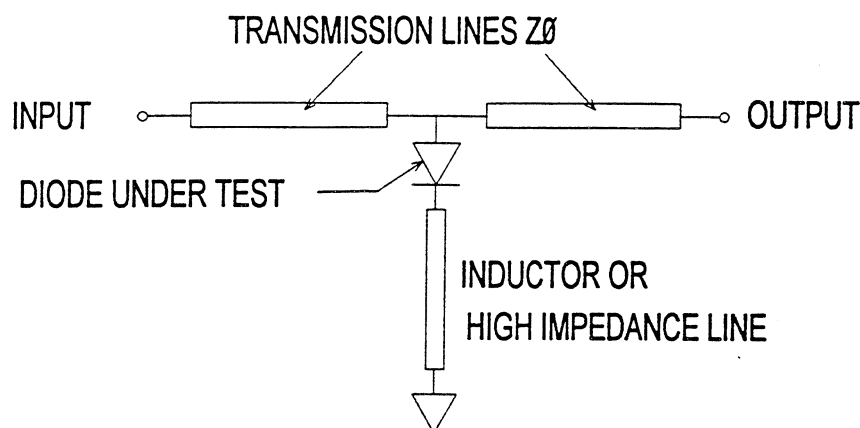 TRANSMISSION LINES ZØ
INPUT
OUTPUT
DIODE UNDER TEST
INDUCTOR OR
HIGH IMPEDANCE LINE